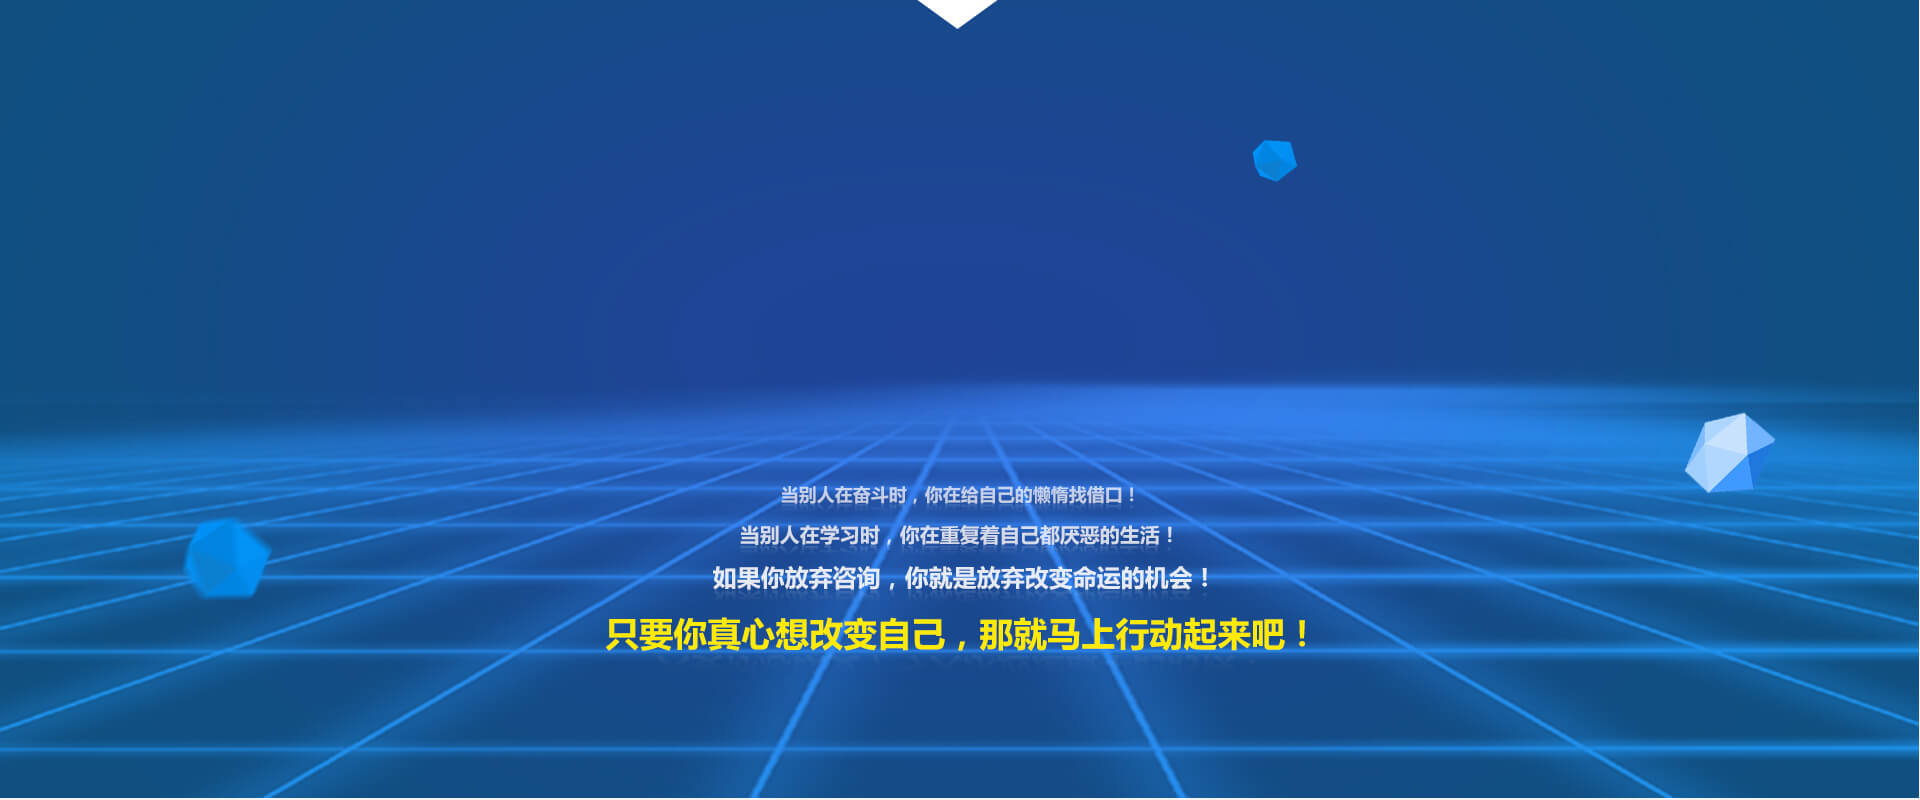 当别人在奋斗时，你在给自己的懒惰找借口！
当别人在学习时，你在重复着自己都厌恶的生活！
如果你放弃咨询，你就是放弃改变命运的机会！
只要你真心想改变自己，那就马上行动起来吧！